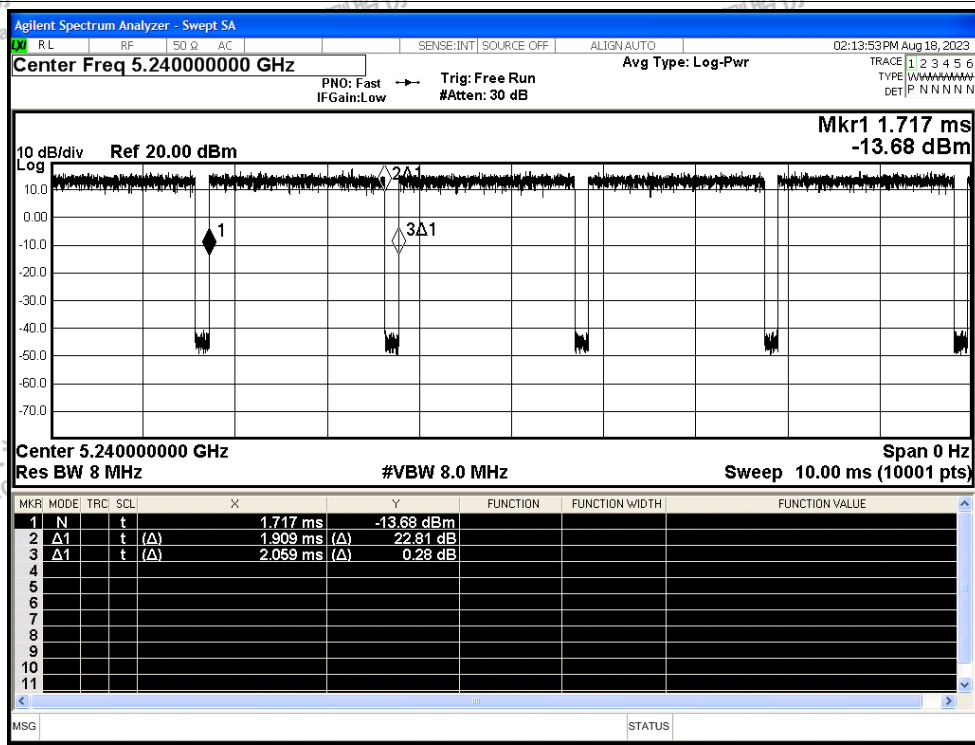 Agilent Spectrum Analyzer - Swept SA
LXI RL RF 50 Ω AC SENSE:INT SOURCE OFF ALIGN AUTO 02:13:53 PM Aug 18, 2023
Center Freq 5.240000000 GHz Avg Type: Log-Pwr TRACE 1 2 3 4 5 6
PNO: Fast Trig: Free Run TYPE WWWWWW
IFGain:Low #Atten: 30 dB DET P N N N N N
Mkr1 1.717 ms
10 dB/div Ref 20.00 dBm -13.68 dBm
Log
2Δ1
10.0
0.00
1
3Δ1
-10.0
-20.0
-30.0
-40.0
-50.0
-60.0
-70.0
Center 5.240000000 GHz Span 0 Hz
Res BW 8 MHz #VBW 8.0 MHz Sweep 10.00 ms (10001 pts)
MKR MODE TRC SCL X Y FUNCTION FUNCTION WIDTH FUNCTION VALUE
1 N t 1.717 ms -13.68 dBm
2 Δ1 t (Δ) 1.909 ms (Δ) 22.81 dB
3 Δ1 t (Δ) 2.059 ms (Δ) 0.28 dB
4
5
6
7
8
9
10
11
MSG STATUS